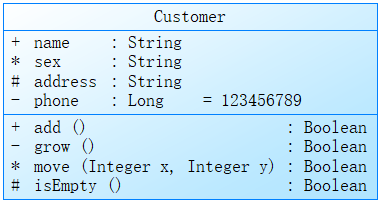 Customer
+ name : String
* sex : String
# address : String
- phone : Long = 123456789
+ add () : Boolean
- grow () : Boolean
* move (Integer x, Integer y) : Boolean
# isEmpty () : Boolean